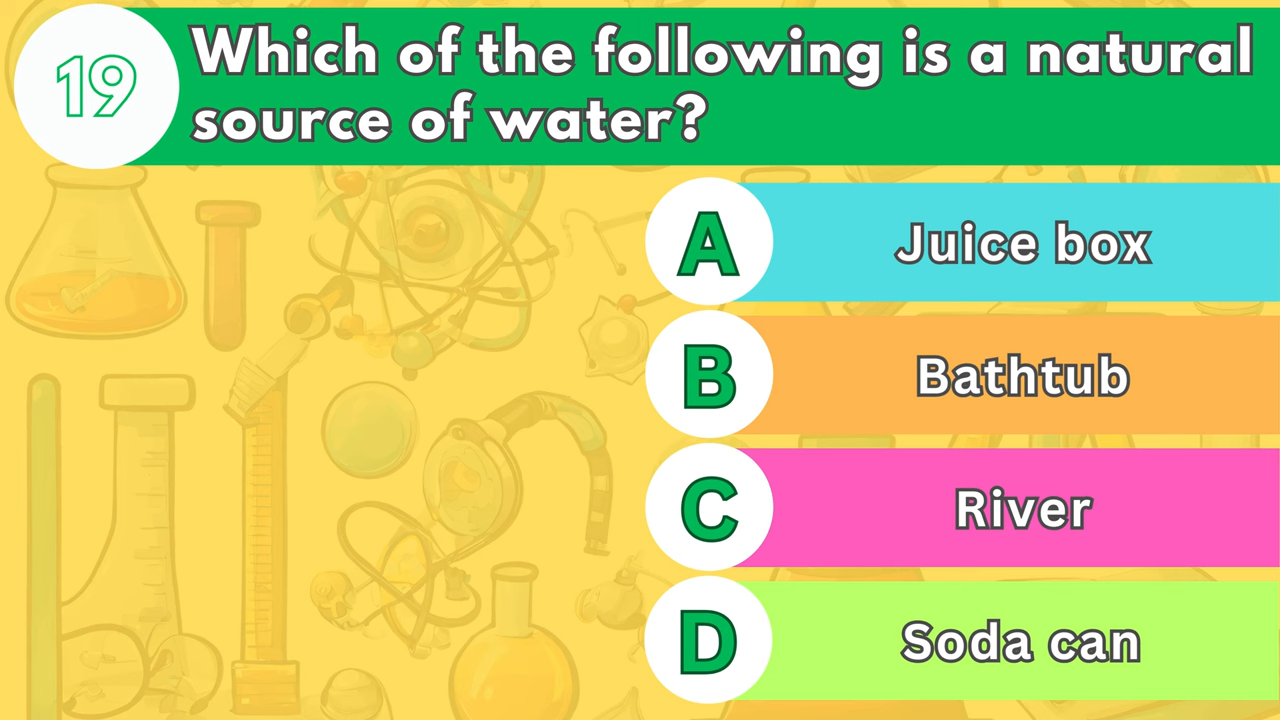 19
Which of the following is a natural
source of water?
A
Juice box
B
Bathtub
C
River
D
Soda can